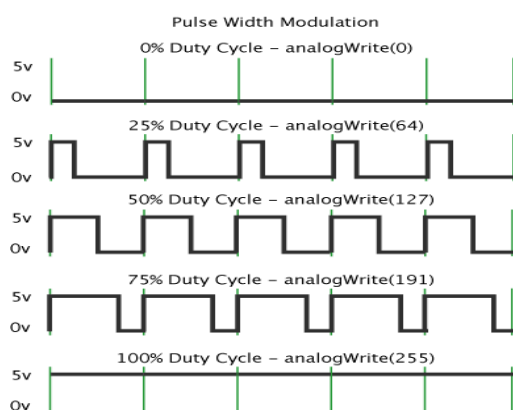 Pulse Width Modulation
0% Duty Cycle – analogWrite(0)
5v
0v
25% Duty Cycle – analogWrite(64)
5v
0v
50% Duty Cycle – analogWrite(127)
5v
0v
75% Duty Cycle – analogWrite(191)
5v
0v
100% Duty Cycle – analogWrite(255)
5v
0v